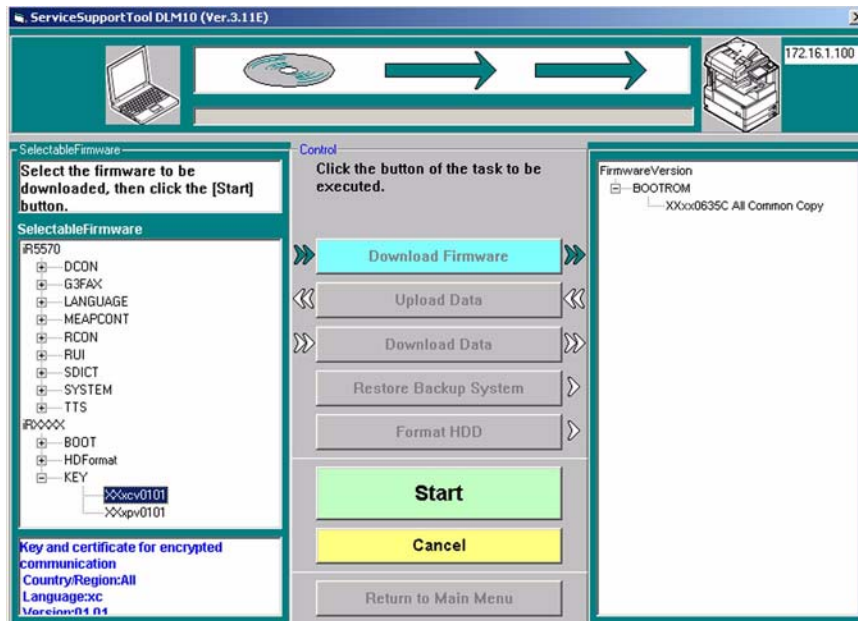 ServiceSupportTool DLM10 (Ver.3.11E)
172.16.1.100
SelectableFirmware
Select the firmware to be
downloaded, then click the [Start]
button.
SelectableFirmware
iR5570
DCON
G3FAX
LANGUAGE
MEAPCONT
RCON
RUI
SDICT
SYSTEM
TTS
iRXXXX
BOOT
HDFormat
KEY
XXxcv0101
XXxpv0101
Key and certificate for encrypted
communication
Country/Region:All
Language:xc
Version:01.01
Control
Click the button of the task to be
executed.
Download Firmware
Upload Data
Download Data
Restore Backup System
Format HDD
Start
Cancel
Return to Main Menu
FirmwareVersion
BOOTROM
XXxx0635C All Common Copy